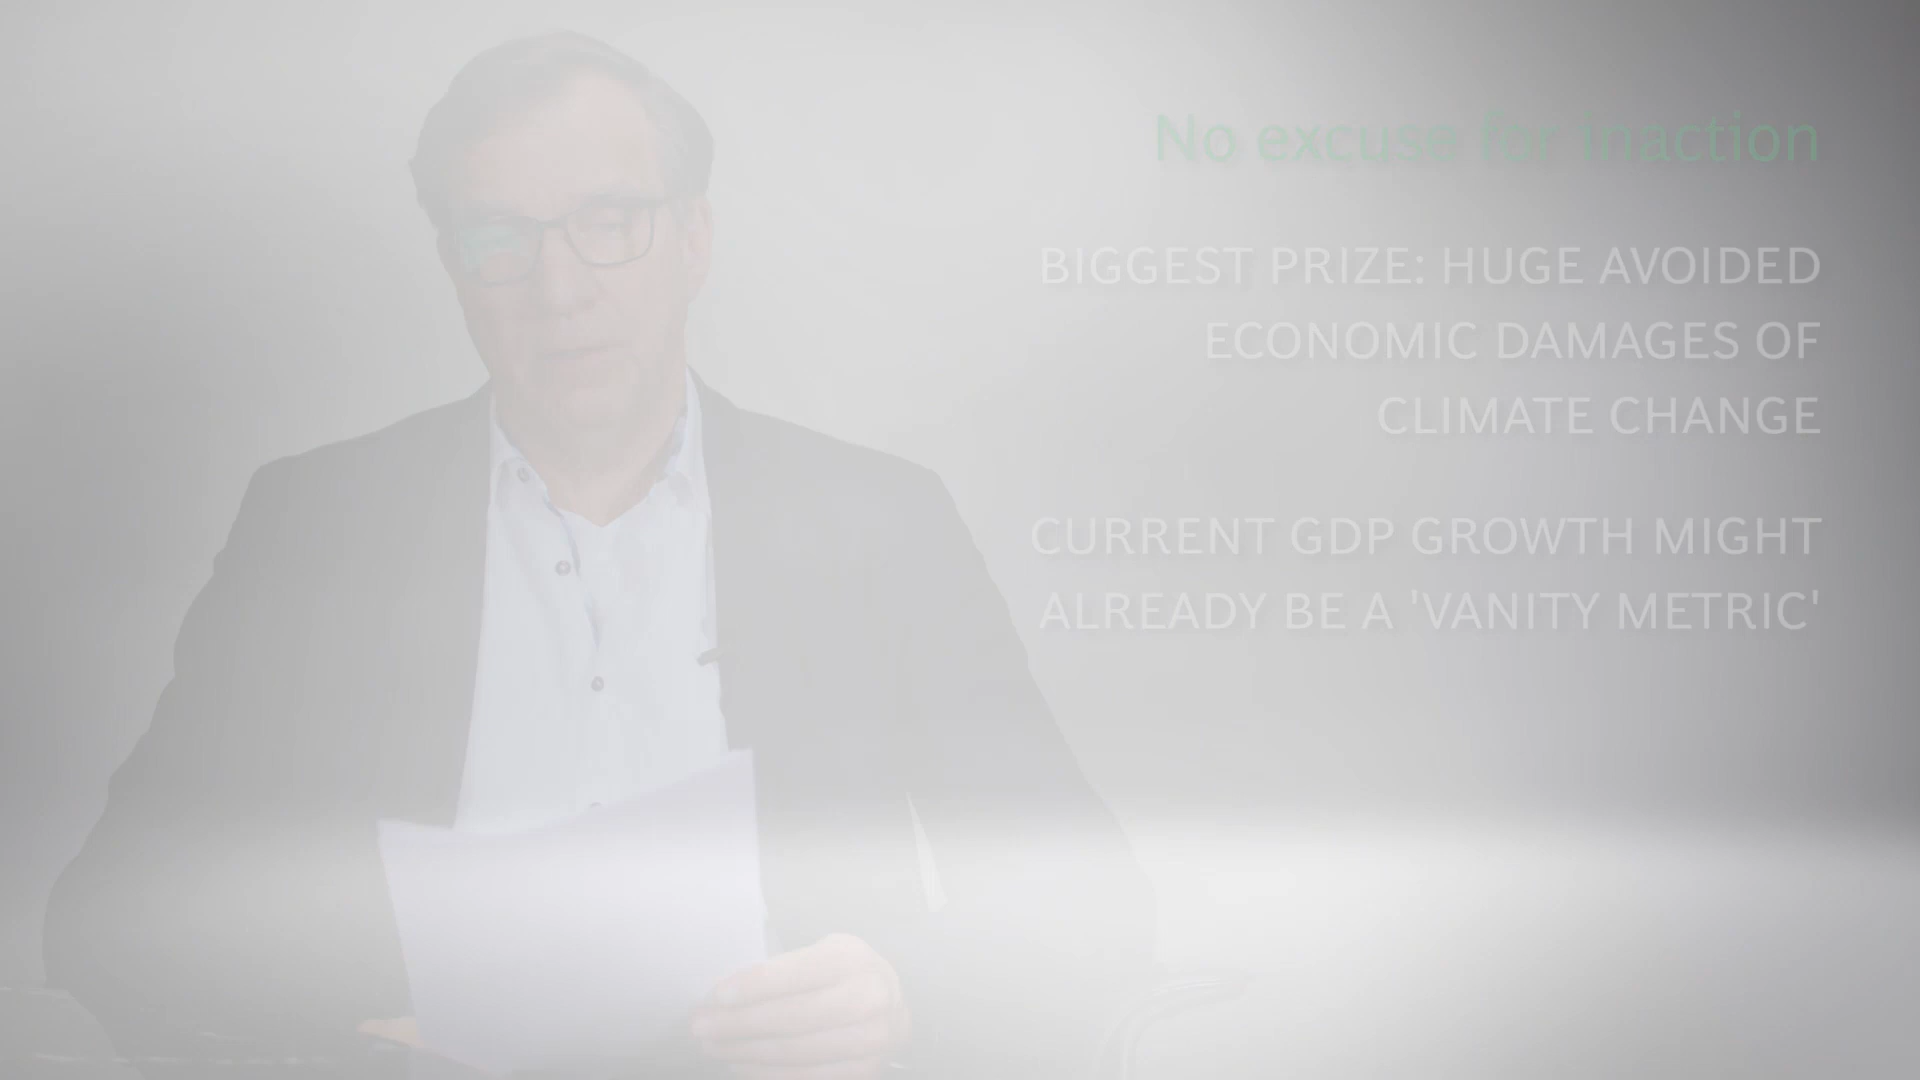 No excuse for inaction
BIGGEST PRIZE: HUGE AVOIDED
ECONOMIC DAMAGES OF
CLIMATE CHANGE
CURRENT GDP GROWTH MIGHT
ALREADY BE A 'VANITY METRIC'